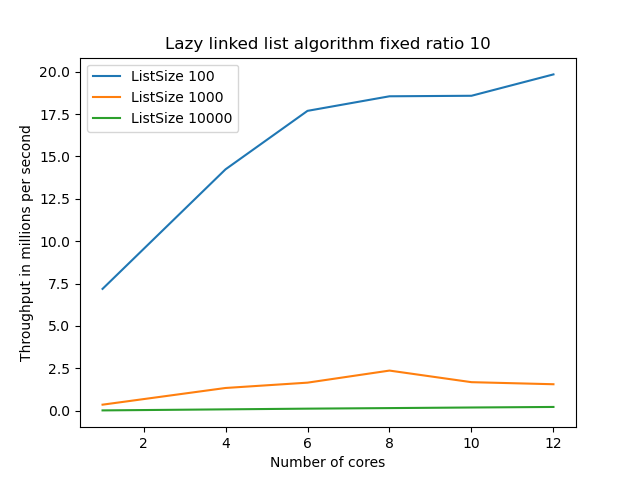 Lazy linked list algorithm fixed ratio 10
ListSize 100
ListSize 1000
ListSize 10000
Throughput in millions per second
20.0
17.5
15.0
12.5
10.0
7.5
5.0
2.5
0.0
2 4 6 8 10 12
Number of cores